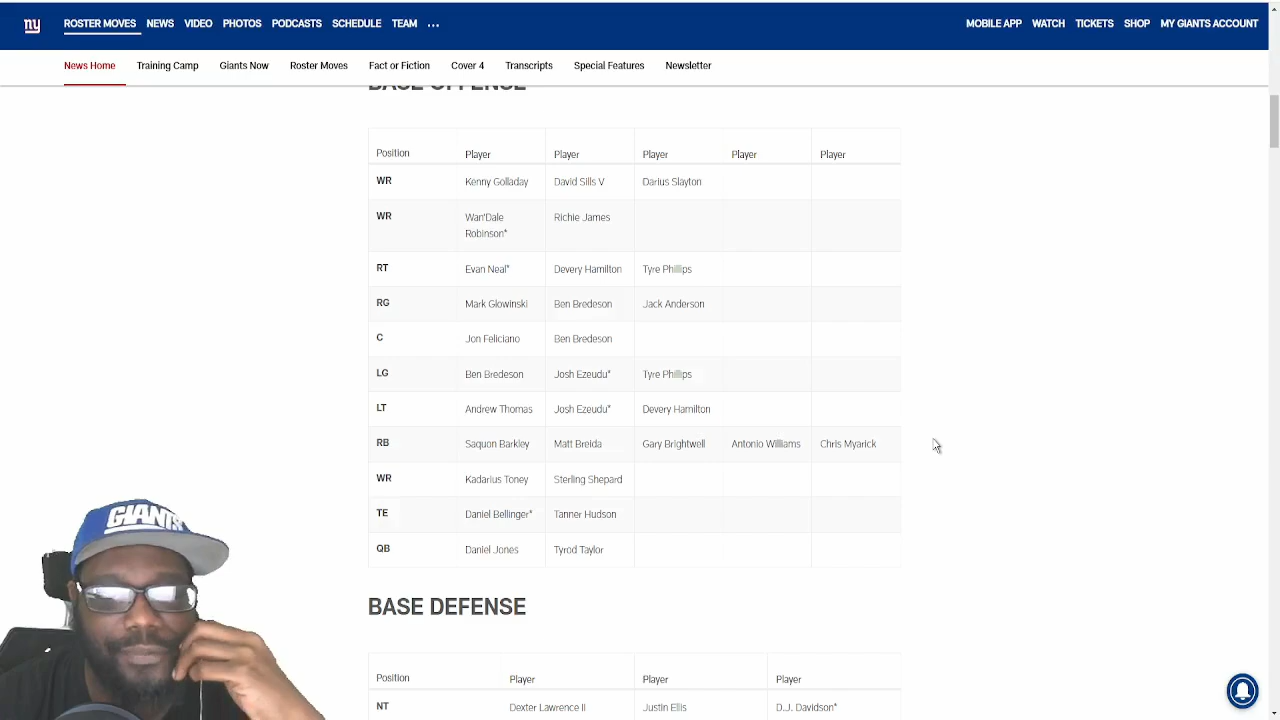 ny ROSTER MOVES NEWS VIDEO PHOTOS PODCASTS SCHEDULE TEAM ... MOBILE APP WATCH TICKETS SHOP MY GIANTS ACCOUNT
News Home Training Camp Giants Now Roster Moves Fact or Fiction Cover 4 Transcripts Special Features Newsletter
BASE OFFENSE
Position Player Player Player Player Player
WR Kenny Golladay David Sills V Darius Slayton
WR Wan'Dale Richie James
Robinson*
RT Evan Neal* Devery Hamilton Tyre Phillips
RG Mark Glowinski Ben Bredeson Jack Anderson
C Jon Feliciano Ben Bredeson
LG Ben Bredeson Josh Ezeudu* Tyre Phillips
LT Andrew Thomas Josh Ezeudu* Devery Hamilton
RB Saquon Barkley Matt Breida Gary Brightwell Antonio Williams Chris Myarick
WR Kadarius Toney Sterling Shepard
TE Daniel Bellinger* Tanner Hudson
QB Daniel Jones Tyrod Taylor
GIANTS
BASE DEFENSE
Position Player Player Player
NT Dexter Lawrence II Justin Ellis D.J. Davidson*